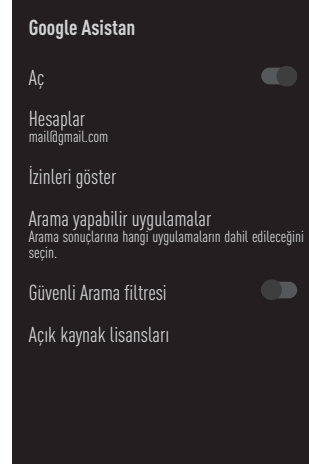 Google Asistan
Aç
Hesaplar
mail@gmail.com
İzinleri göster
Arama yapabilir uygulamalar
Arama sonuçlarına hangi uygulamaların dahil edileceğini
seçin.
Güvenli Arama filtresi
Açık kaynak lisansları